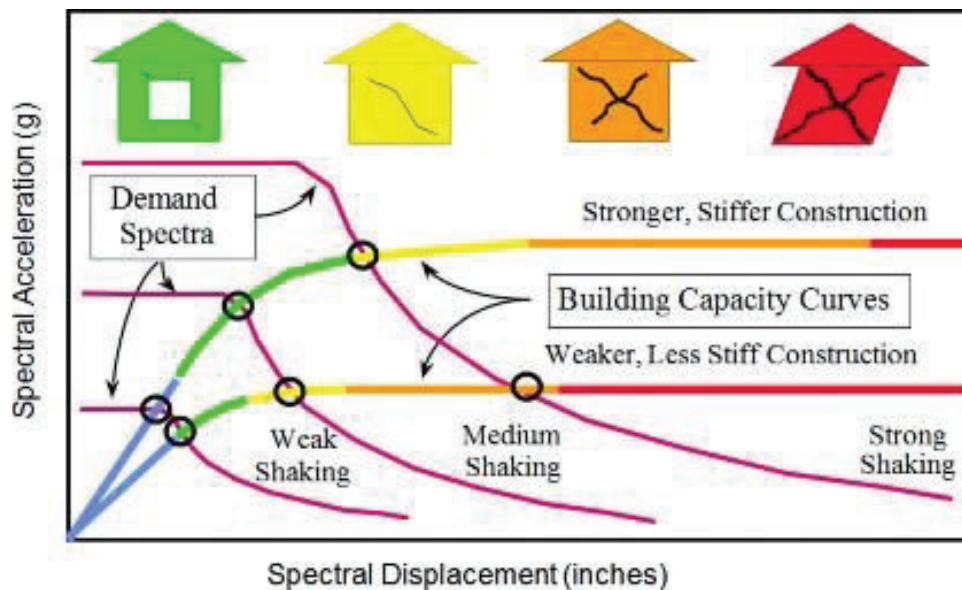 Demand
Spectra
Stronger, Stiffer Construction
Building Capacity Curves
Weaker, Less Stiff Construction
Weak
Shaking
Medium
Shaking
Strong
Shaking
Spectral Acceleration (g)
Spectral Displacement (inches)